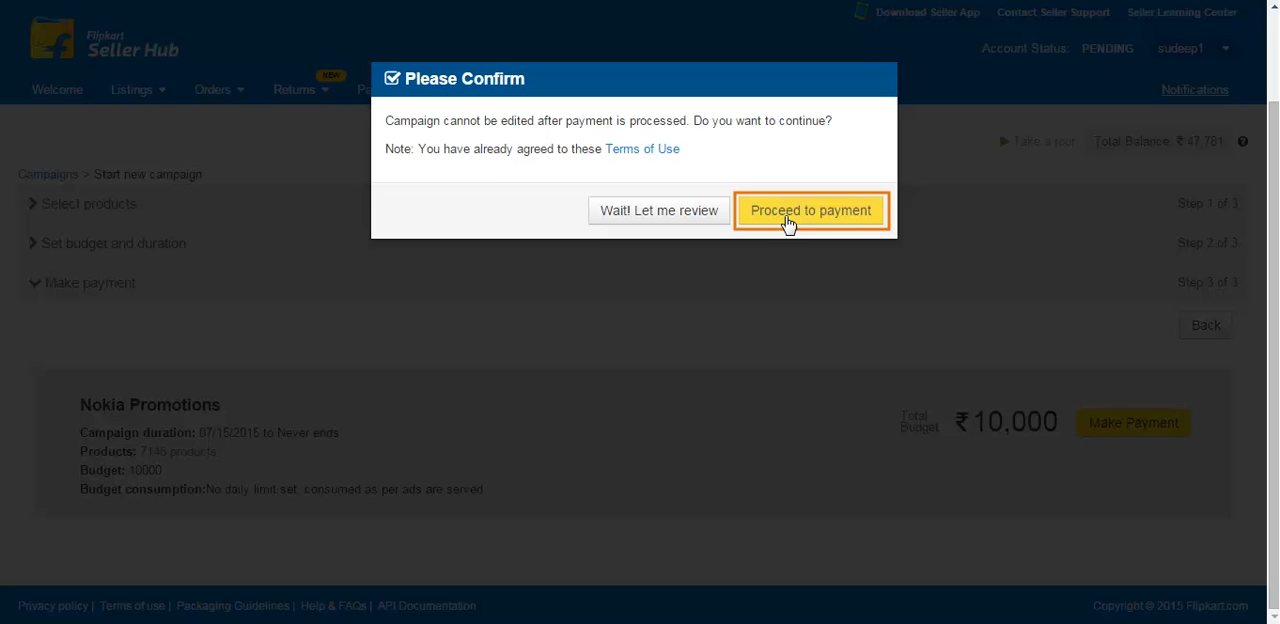 Download Seller App Contact Seller Support Seller Learning Center
Flipkart
Seller Hub
Account Status: PENDING sudeep1
NEW
Welcome Listings Orders Returns Pa
Notifications
Please Confirm
Campaign cannot be edited after payment is processed. Do you want to continue?
Note: You have already agreed to these Terms of Use
Wait! Let me review Proceed to payment
Take a tour Total Balance: ₹ 47,781
Campaigns > Start new campaign
Select products Step 1 of 3
Set budget and duration Step 2 of 3
Make payment Step 3 of 3
Back
Nokia Promotions
Campaign duration: 07/15/2015 to Never ends
Products: 7145 products
Budget: 10000
Budget consumption:No daily limit set, consumed as per ads are served
Total
Budget
₹10,000
Make Payment
Privacy policy | Terms of use | Packaging Guidelines | Help & FAQs | API Documentation
Copyright © 2015 Flipkart.com